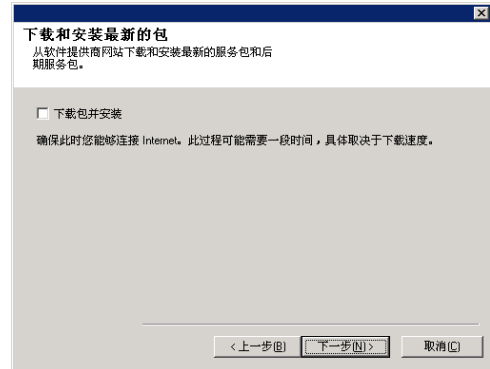 下载和安装最新的包
从软件提供商网站下载和安装最新的服务包和后
期服务包。
下载包并安装
确保此时您能够连接 Internet。此过程可能需要一段时间，具体取决于下载速度。
<上一步(B)
下一步(N)>
取消(C)